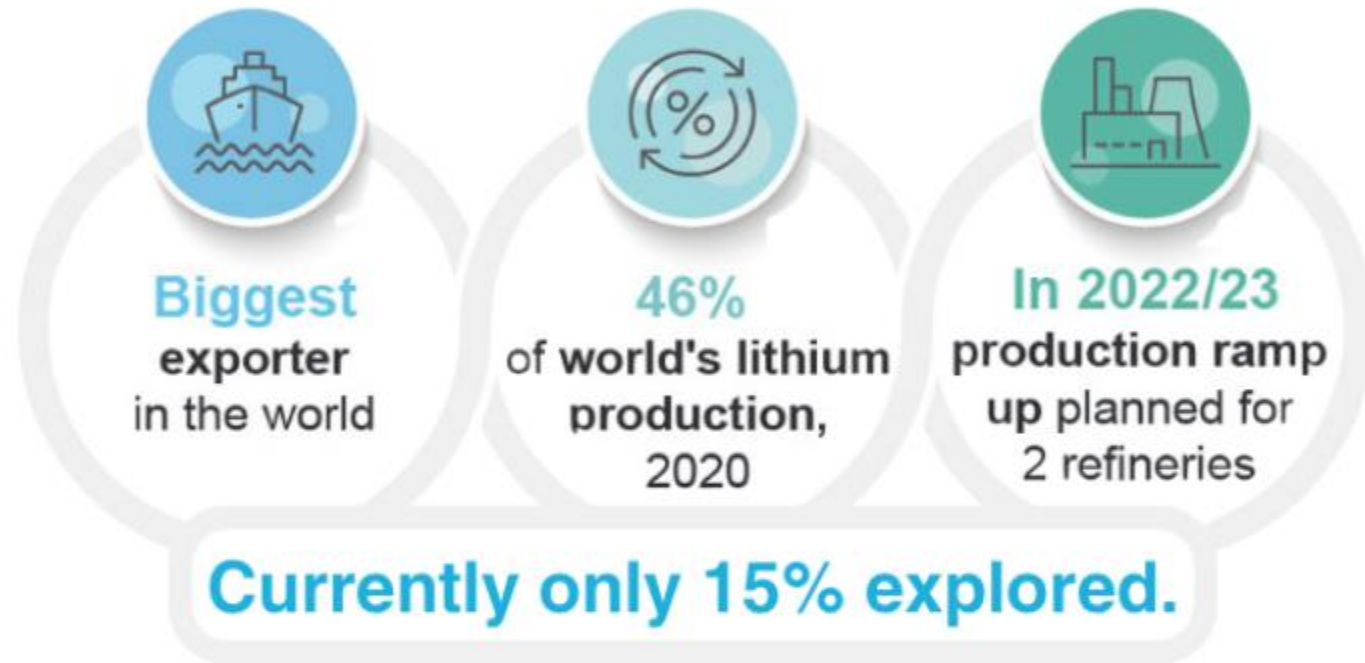 Biggest
exporter
in the world
46%
of world's lithium
production,
2020
In 2022/23
production ramp
up planned for
2 refineries
Currently only 15% explored.